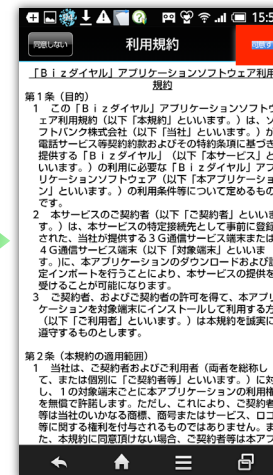 15:5
同意しない
利用規約
同意す
「Ｂｉｚダイヤル」アプリケーションソフトウェア利用
規約
第１条（目的）
１　この「Ｂｉｚダイヤル」アプリケーションソフトウ
ェア利用規約（以下「本規約」といいます。）は、ソ
フトバンク株式会社（以下「当社」といいます。）が
電話サービス等契約約款およびその特約条項に基づき
提供する「Ｂｉｚダイヤル」（以下「本サービス」と
いいます。）の利用に必要な「Ｂｉｚダイヤル」アプ
リケーションソフトウェア（以下「本アプリケーショ
ン」といいます。）の利用条件等について定めるもの
です。
２　本サービスのご契約者（以下「ご契約者」といいま
す。）は、本サービスの特定接続先として事前に登録
された、当社が提供する３Ｇ通信サービス端末または
４Ｇ通信サービス端末（以下「対象端末」といいま
す。）に、本アプリケーションのダウンロードおよび設
定インポートを行うことにより、本サービスの提供を
受けることが可能になります。
３　ご契約者、およびご契約者の許可を得て、本アプリ
ケーションを対象端末にインストールして利用する方
（以下「ご利用者」といいます。）は本規約を誠実に
遵守するものとします。
第２条（本規約の適用範囲）
１　当社は、ご契約者およびご利用者（両者を総称し
て、または個別に「ご契約者等」といいます。）に対
し、１の対象端末ごとに本アプリケーションの利用権
を無償で許諾します。ただし、これにより、ご契約者
等は当社のいかなる商標、商号またはサービス、ロゴ
等に関する権利を付与されるものではありません。ま
た、本規約に同意頂けない場合、ご契約者等は本アプ